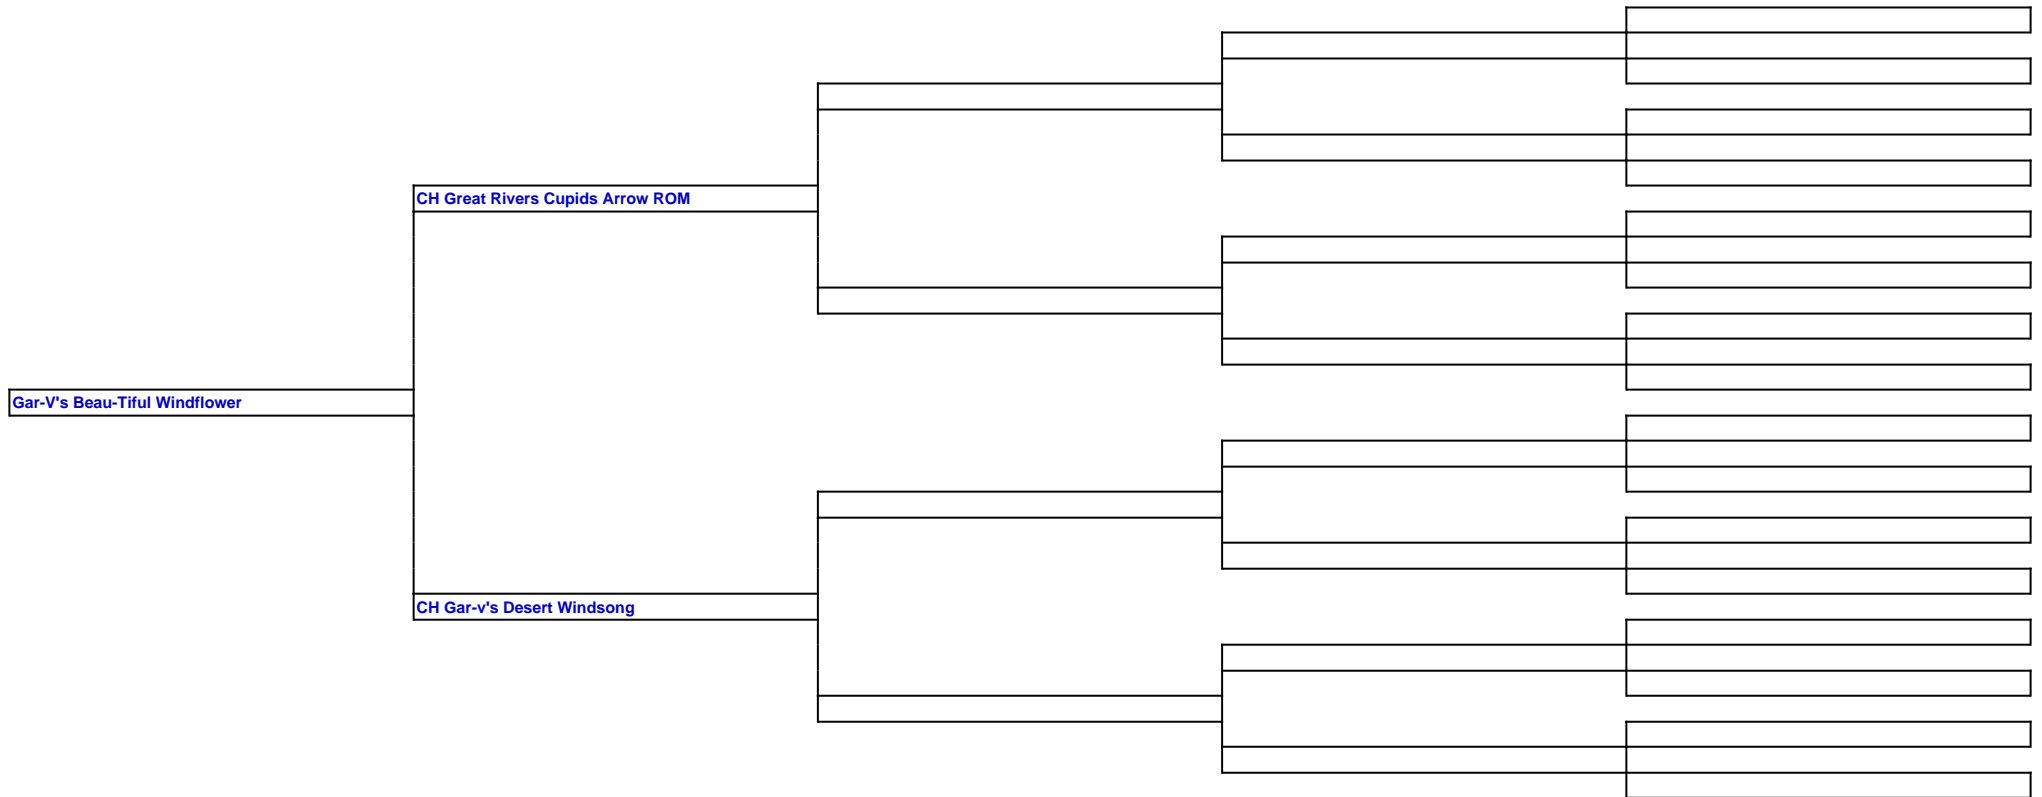 CH Great Rivers Cupids Arrow ROM
Gar-V's Beau-Tiful Windflower
CH Gar-v's Desert Windsong